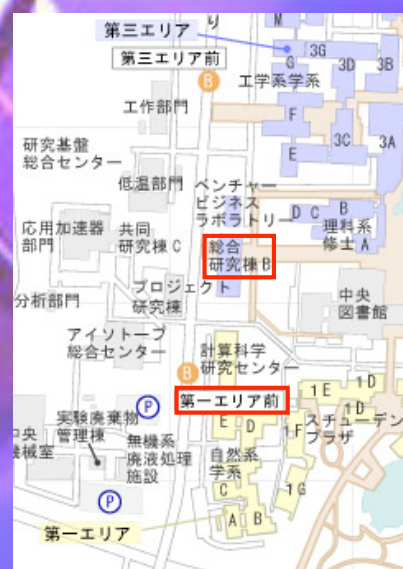 り
M
第三エリア
3G
第三エリア前
G
3D
3B
B
工学系学系
工作部門
F
3C
3A
研究基盤
総合センター
E
低温部門
ベンチャー
ビジネス
ラボラトリー
D C
B
理科系
修士 A
応用加速器
部門
共同
研究棟 C
総合
研究棟 B
プロジェクト
研究棟
分析部門
中央
図書館
アイソトープ
総合センター
計算科学
研究センター
B
第一エリア前
1E
1D
P
1D
実験廃棄物
管理棟
E
D
1F
スチューデン
プラザ
中央
機械室
無機系
廃液処理
施設
自然系
学系
C
1G
P
A
B
第一エリア